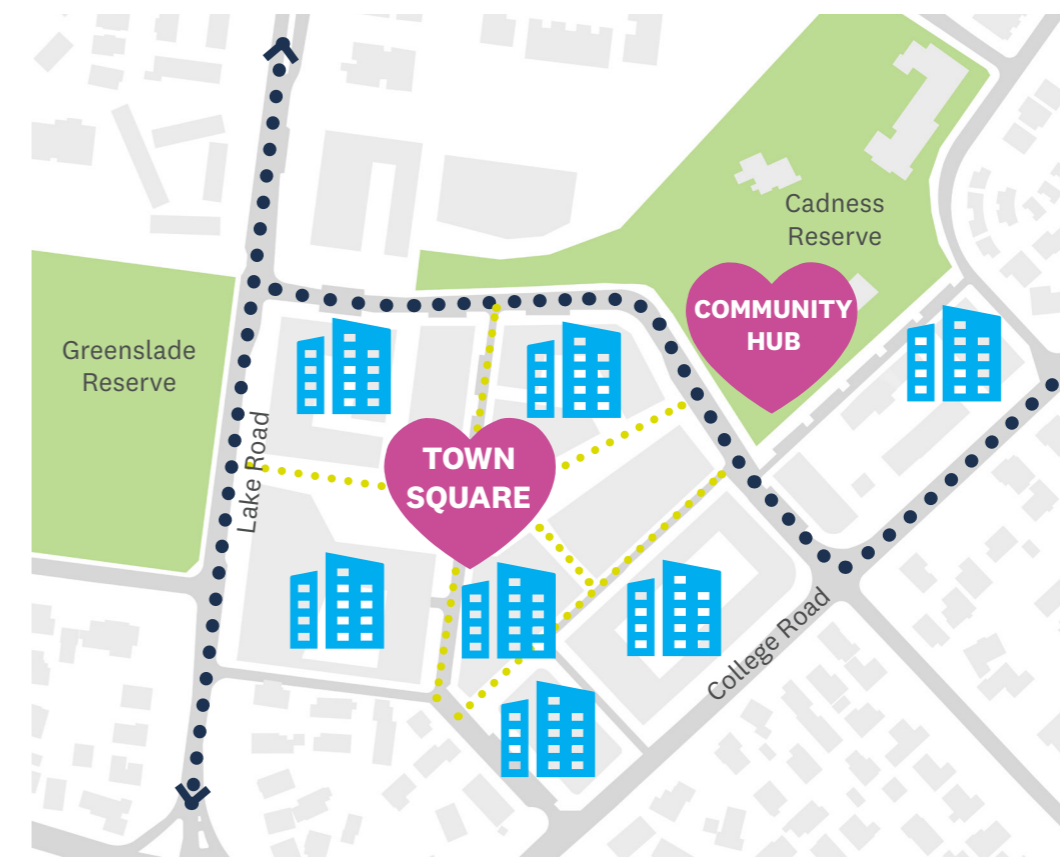 Cadness
Reserve
COMMUNITY
HUB
Greenslade
Reserve
Lake Road
TOWN
SQUARE
College Road